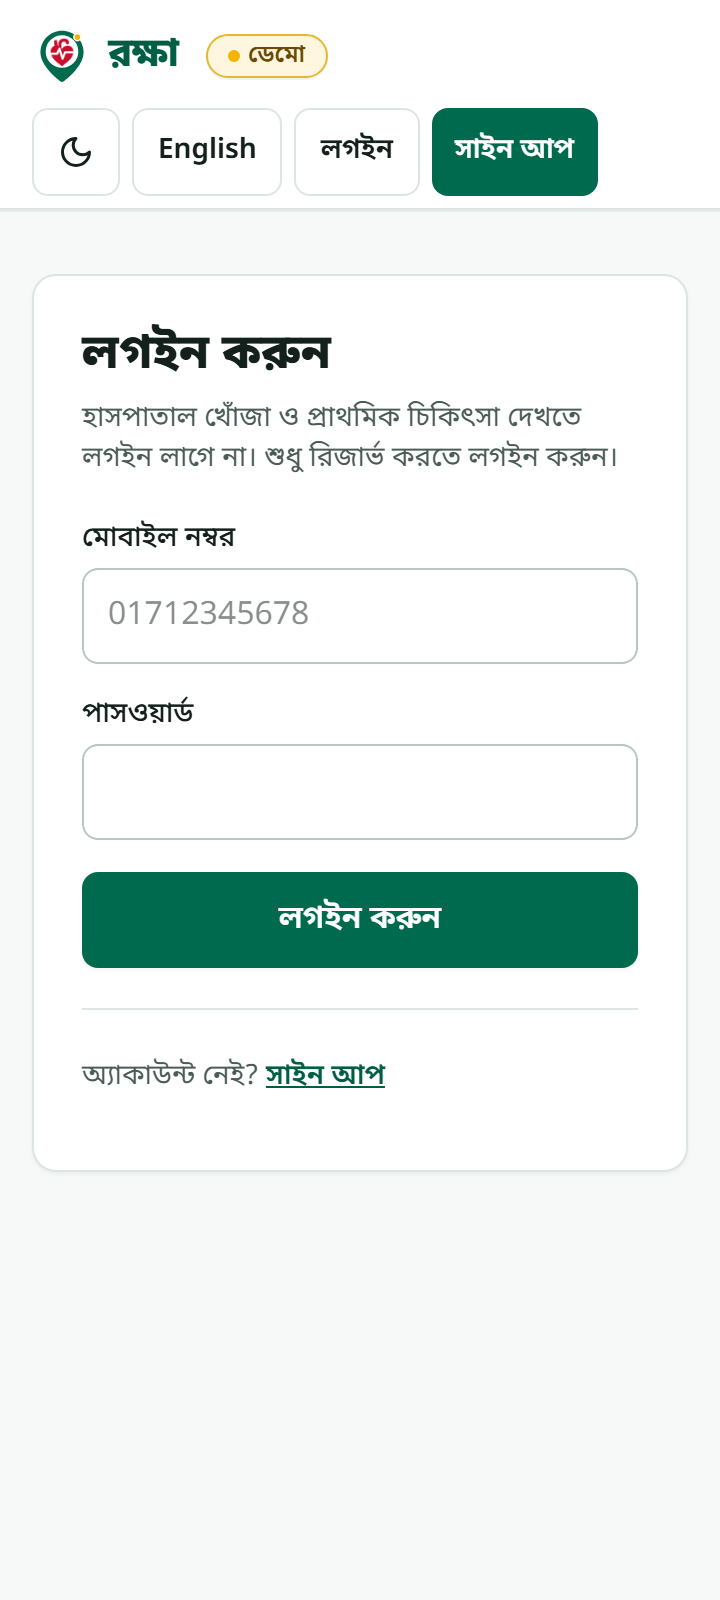 রক্ষা
ডেমো
English
লগইন
সাইন আপ
লগইন করুন
হাসপাতাল খোঁজা ও প্রাথমিক চিকিৎসা দেখতে
লগইন লাগে না। শুধু রিজার্ভ করতে লগইন করুন।
মোবাইল নম্বর
01712345678
পাসওয়ার্ড
লগইন করুন
অ্যাকাউন্ট নেই? সাইন আপ